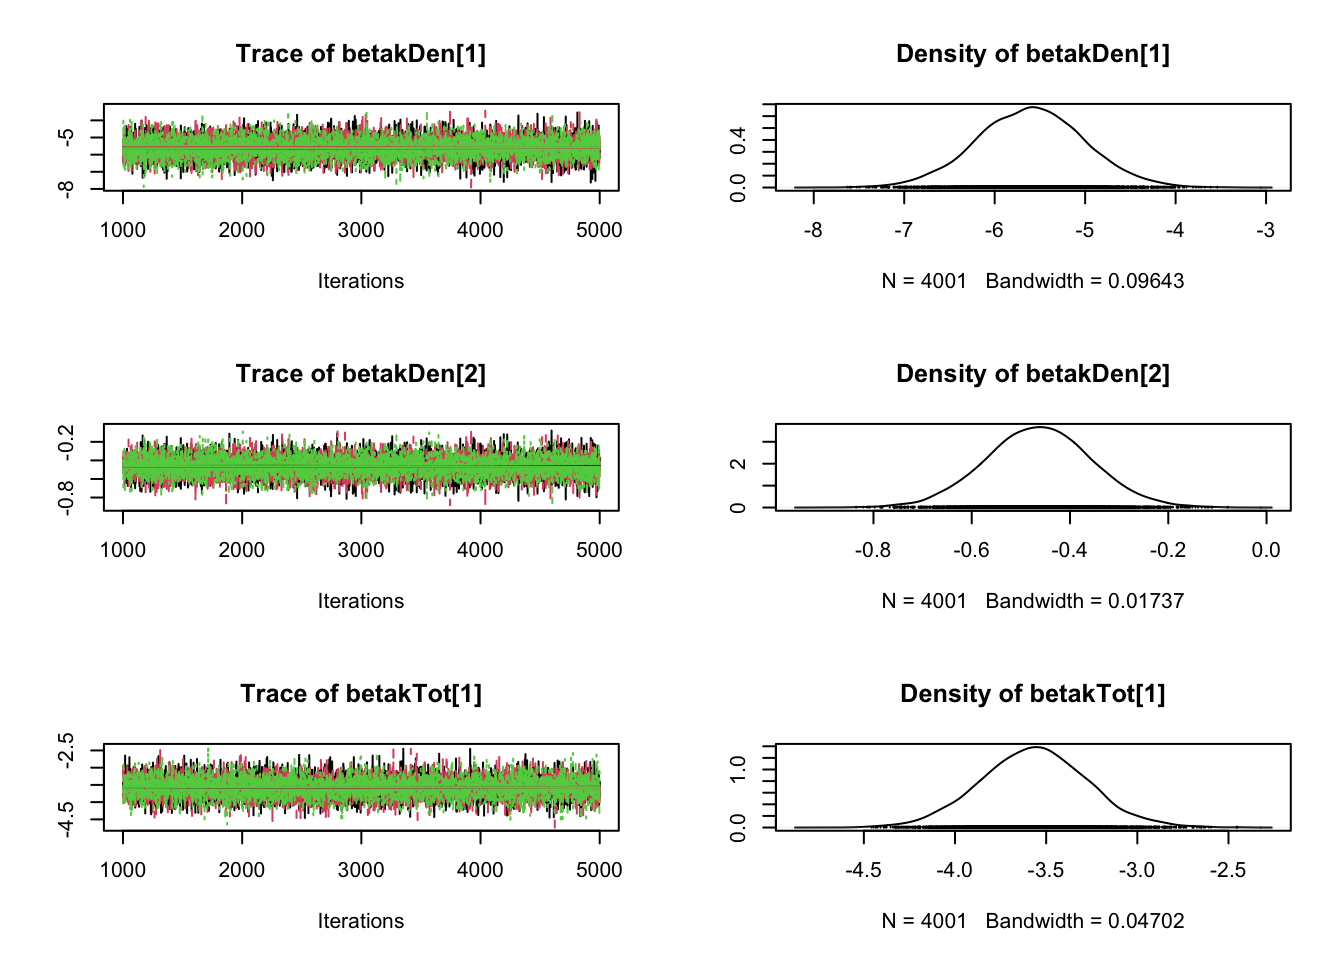 Trace of betakDen[1]
-5
-8
1000 2000 3000 4000 5000
Iterations
Density of betakDen[1]
0.4
0.0
-8 -7 -6 -5 -4 -3
N = 4001 Bandwidth = 0.09643
Trace of betakDen[2]
-0.2
-0.8
1000 2000 3000 4000 5000
Iterations
Density of betakDen[2]
2
0
-0.8 -0.6 -0.4 -0.2 0.0
N = 4001 Bandwidth = 0.01737
Trace of betakTot[1]
-2.5
-4.5
1000 2000 3000 4000 5000
Iterations
Density of betakTot[1]
1.0
0.0
-4.5 -4.0 -3.5 -3.0 -2.5
N = 4001 Bandwidth = 0.04702